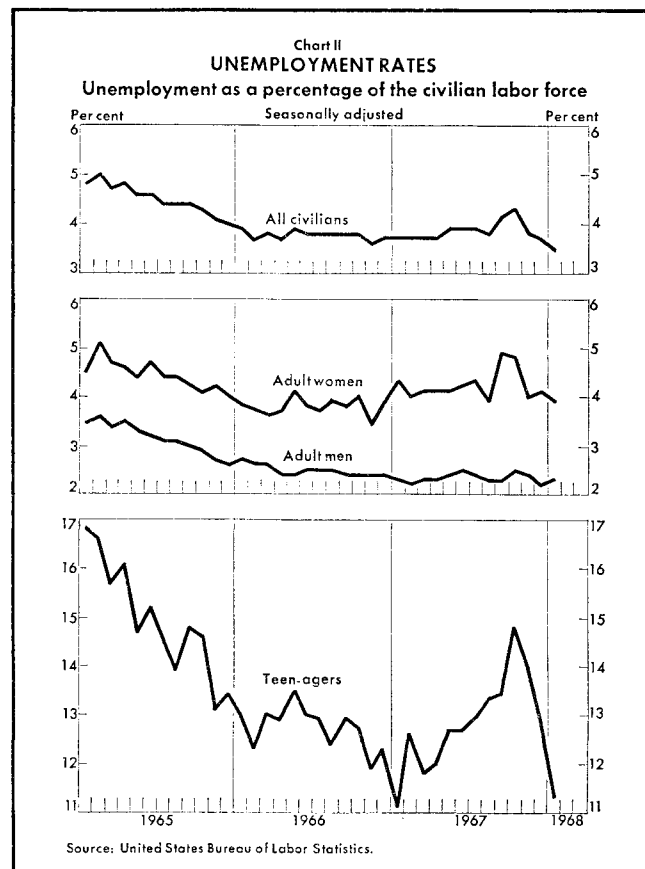 Chart II
UNEMPLOYMENT RATES
Unemployment as a percentage of the civilian labor force
Per cent Seasonally adjusted Per cent
6 6
5 5
All civilians
4 4
3 3
6 6
5 5
Adult women
4 4
3 3
Adult men
2 2
17 17
16 16
15 15
14 14
Teen-agers
13 13
12 12
11 11
1965 1966 1967 1968
Source: United States Bureau of Labor Statistics.